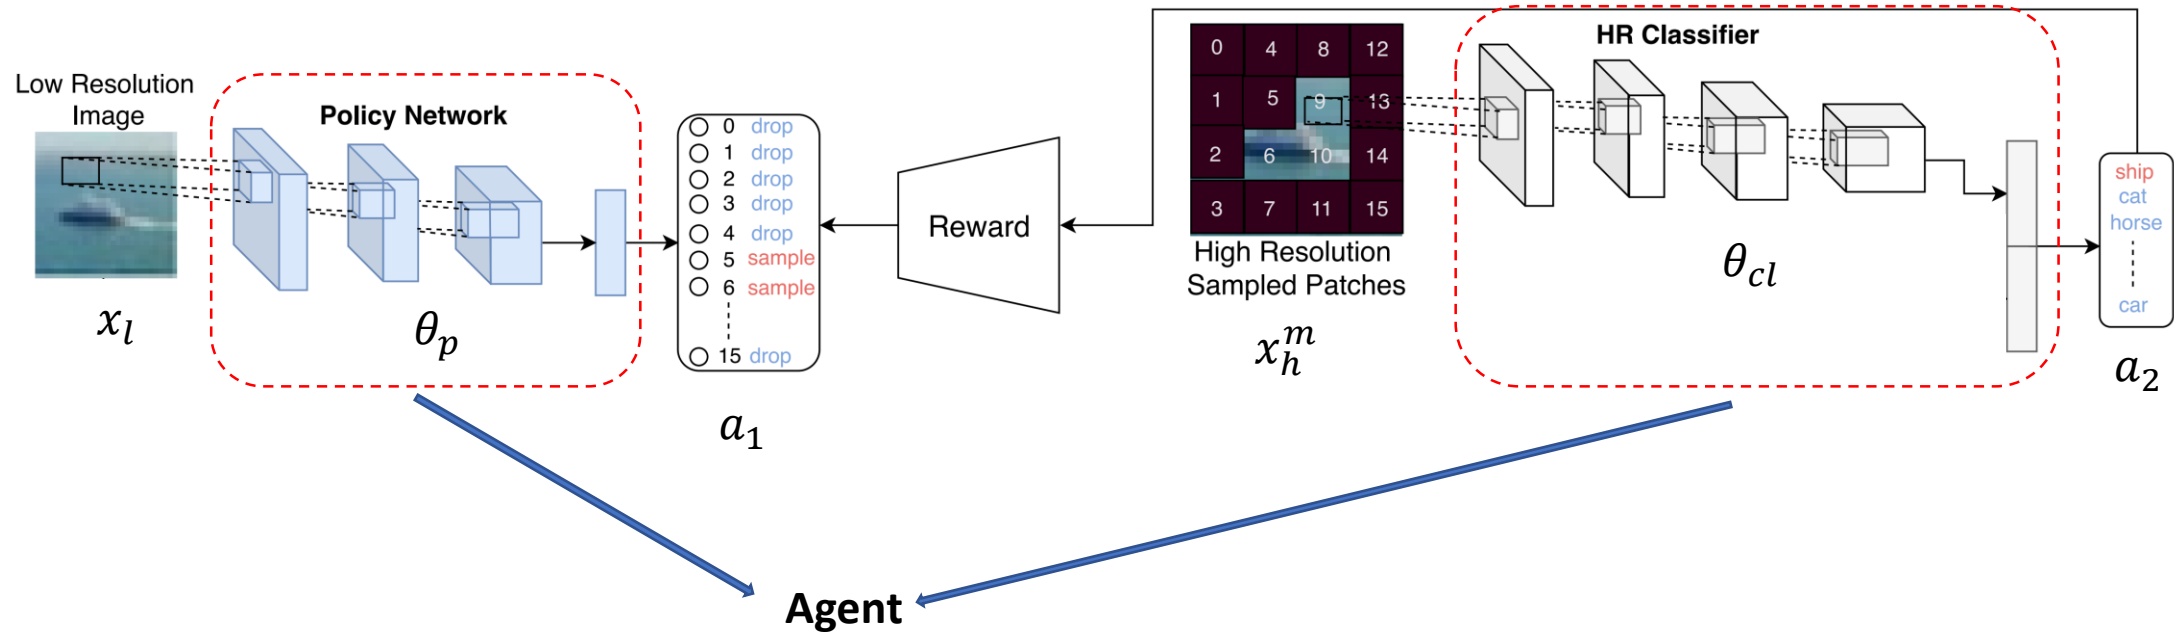 Low Resolution
Image
x_l
Policy Network
θ_p
0 drop
1 drop
2 drop
3 drop
4 drop
5 sample
6 sample
15 drop
a_1
Reward
0 4 8 12
1 5 9 13
2 6 10 14
3 7 11 15
High Resolution
Sampled Patches
x_h^m
HR Classifier
θ_cl
ship
cat
horse
car
a_2
Agent